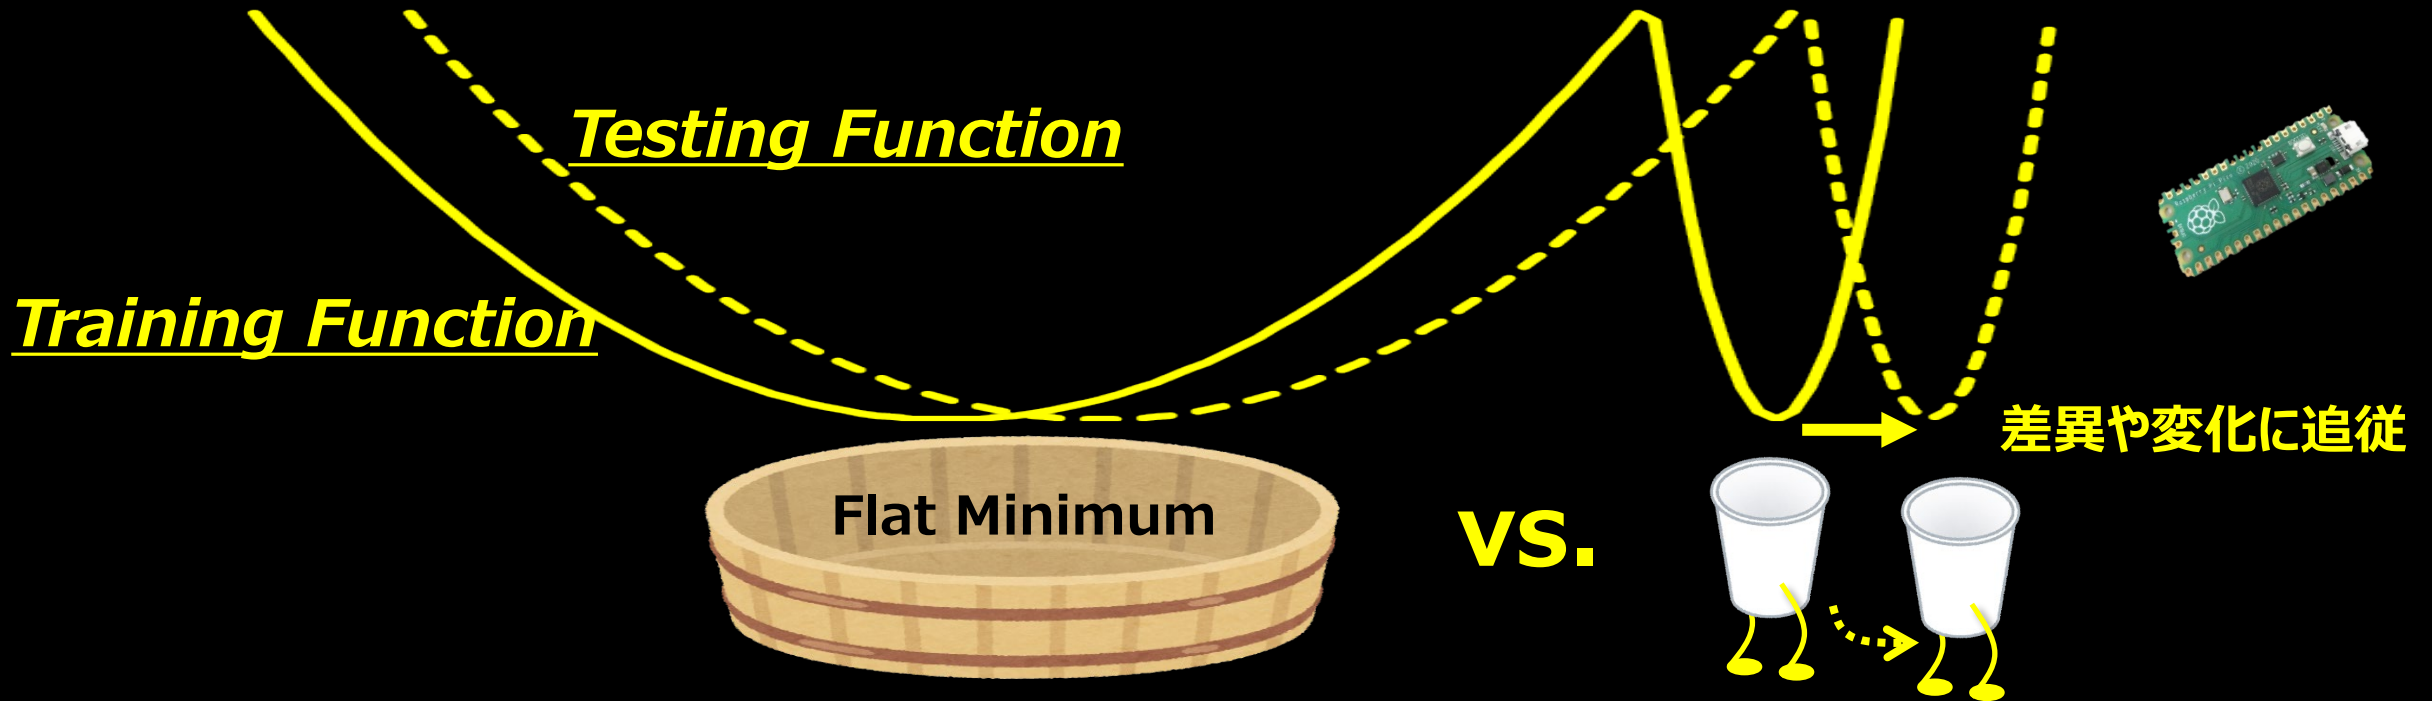 Testing Function
Training Function
差異や変化に追従
Flat Minimum
VS.